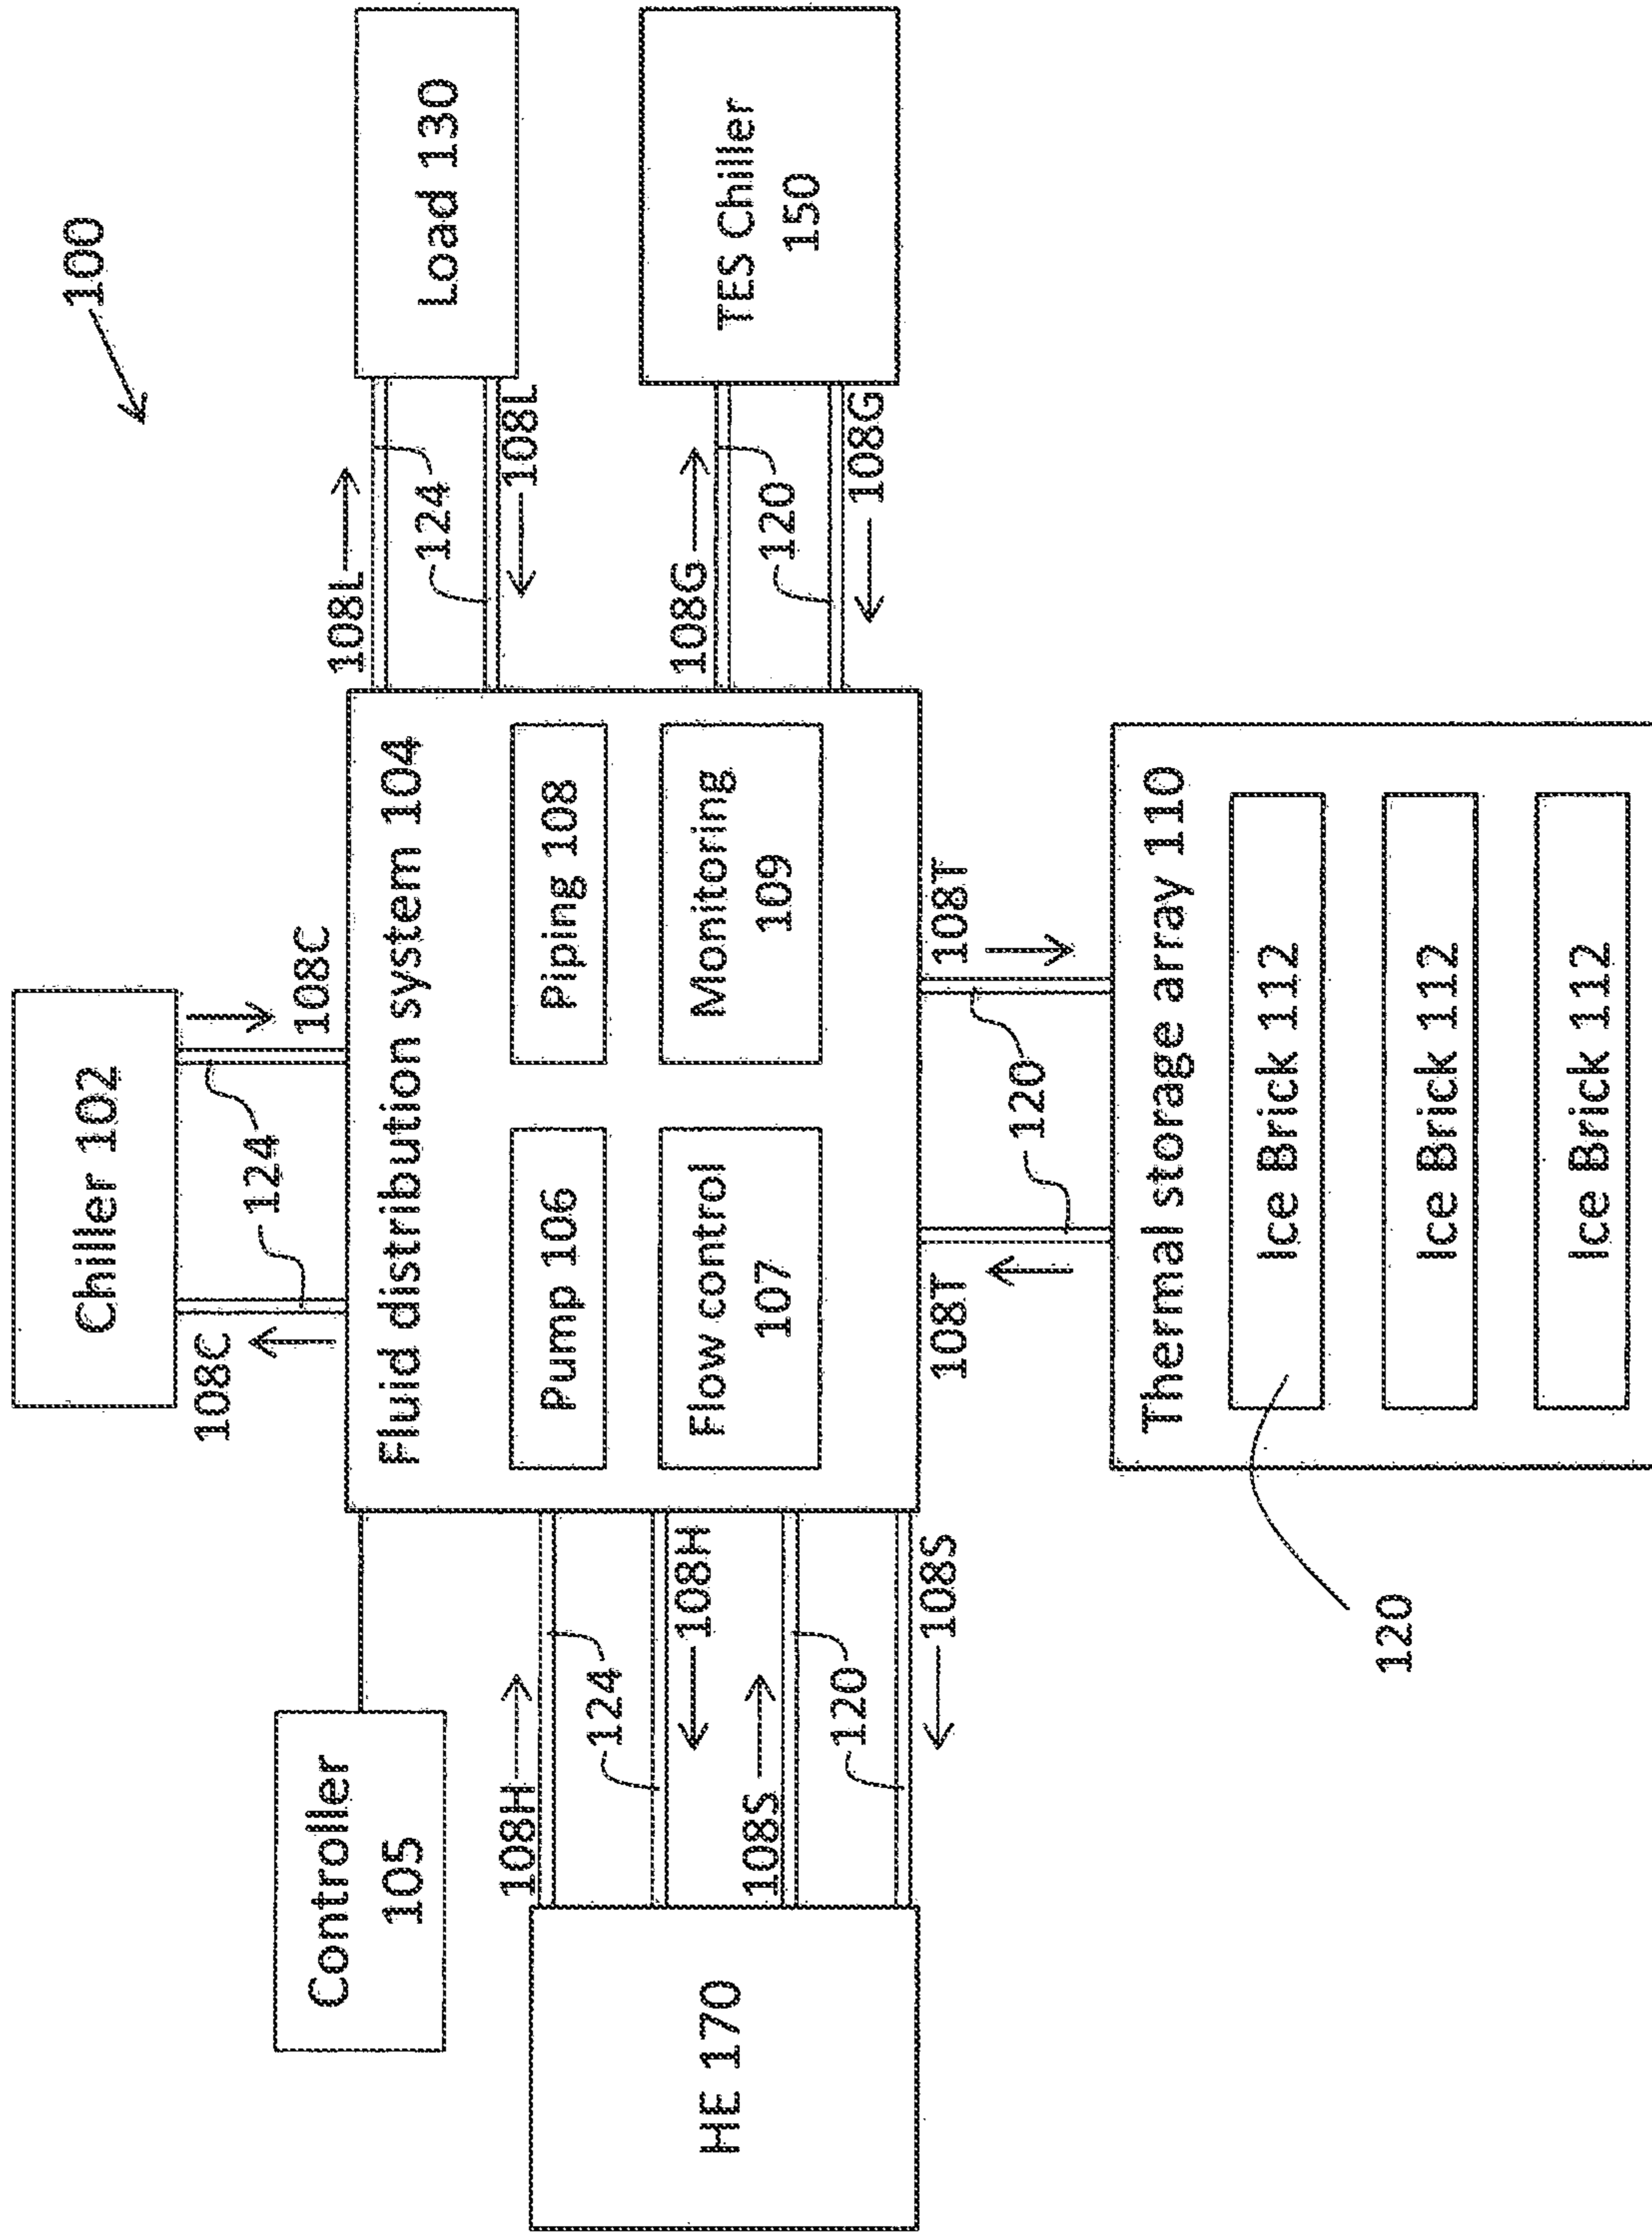 100
Chiller 102
108C
124
108C
Controller
105
Fluid distribution system 104
Pump 106
Piping 108
Flow control
107
Monitoring
109
108L
124
108L
Load 130
108G
120
108G
TES Chiller
150
108H
124
108H
108S
120
108S
HE 170
108T
120
108T
Thermal storage array 110
Ice Brick 112
Ice Brick 112
Ice Brick 112
120